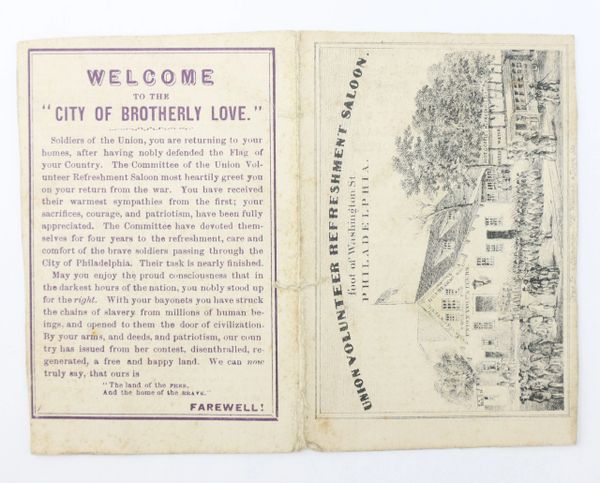 WELCOME
TO THE
"CITY OF BROTHERLY LOVE."
Soldiers of the Union, you are returning to your
homes, after having nobly defended the Flag of
your Country. The Committee of the Union Vol-
unteer Refreshment Saloon most heartily greet you
on your return from the war. You have received
their warmest sympathies from the first; your
sacrifices, courage, and patriotism, have been fully
appreciated. The Committee have devoted them-
selves for four years to the refreshment, care and
comfort of the brave soldiers passing through the
City of Philadelphia. Their task is nearly finished.
May you enjoy the proud consciousness that in
the darkest hours of the nation, you nobly stood up
for the right. With your bayonets you have struck
the chains of slavery from millions of human be-
ings, and opened to them the door of civilization.
By your arms, and deeds, and patriotism, our coun
try has issued from her contest, disenthralled, re-
generated, a free and happy land. We can now
truly say, that ours is
"The land of the FREE,
And the home of the BRAVE."
FAREWELL!
UNION VOLUNTEER REFRESHMENT SALOON.
foot of Washington St.
PHILADELPHIA.